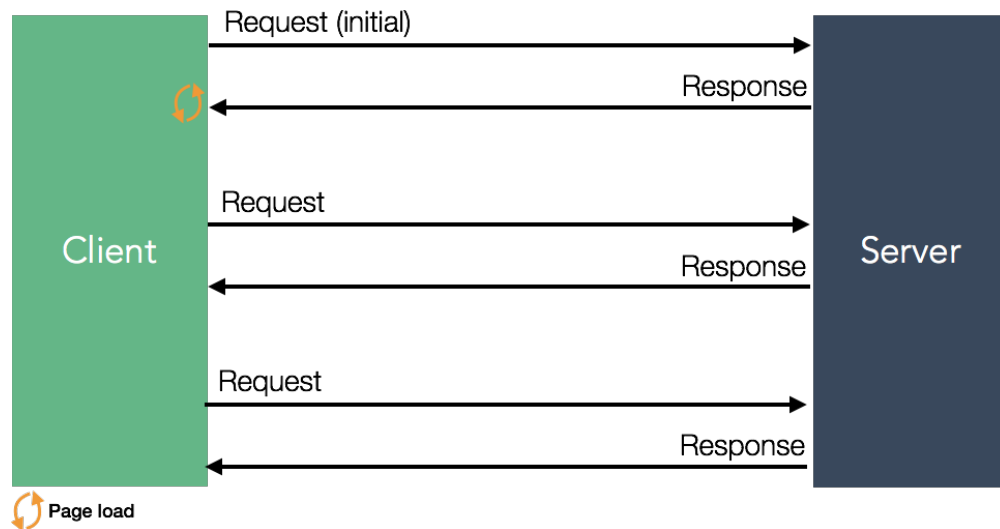 Request (initial)
Response
Request
Client
Server
Response
Request
Response
Page load